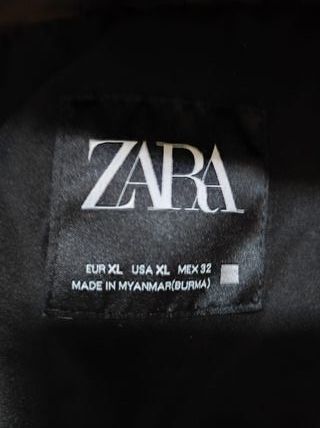 ZARA
EUR XL USA XL MEX 32
MADE IN MYANMAR(BURMA)